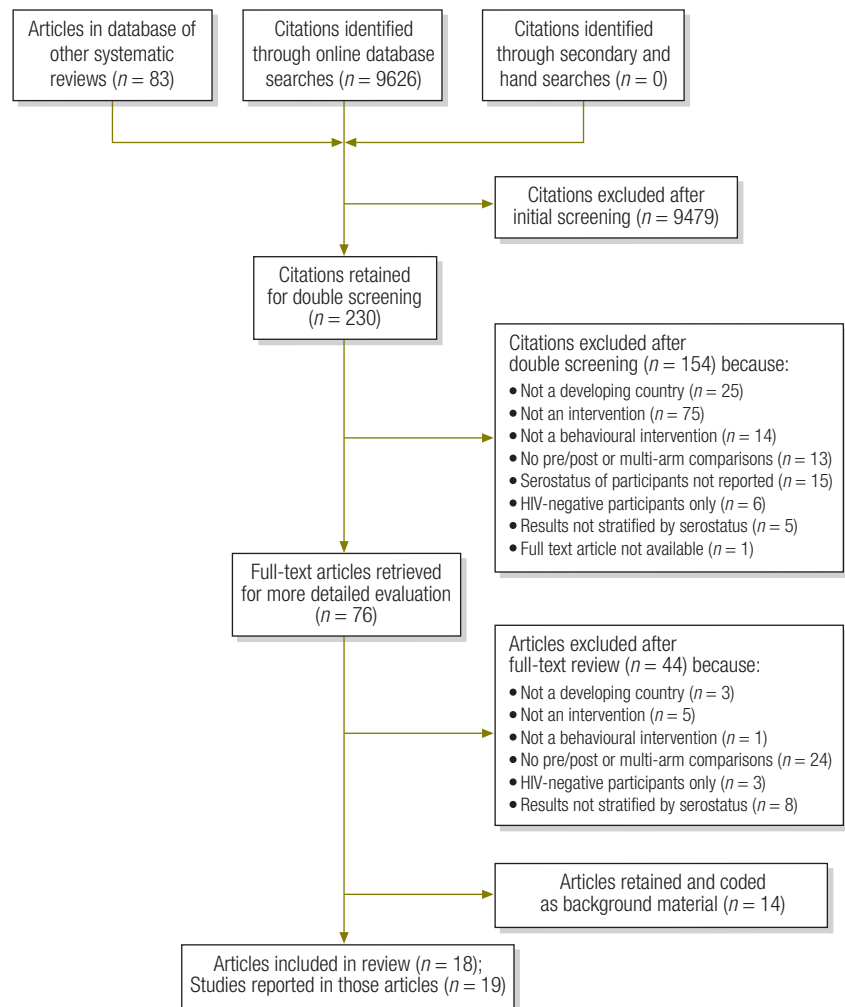 Articles in database of
other systematic
reviews (n = 83)
Citations identified
through online database
searches (n = 9626)
Citations identified
through secondary and
hand searches (n = 0)
Citations excluded after
initial screening (n = 9479)
Citations retained
for double screening
(n = 230)
Citations excluded after
double screening (n = 154) because:
• Not a developing country (n = 25)
• Not an intervention (n = 75)
• Not a behavioural intervention (n = 14)
• No pre/post or multi-arm comparisons (n = 13)
• Serostatus of participants not reported (n = 15)
• HIV-negative participants only (n = 6)
• Results not stratified by serostatus (n = 5)
• Full text article not available (n = 1)
Full-text articles retrieved
for more detailed evaluation
(n = 76)
Articles excluded after
full-text review (n = 44) because:
• Not a developing country (n = 3)
• Not an intervention (n = 5)
• Not a behavioural intervention (n = 1)
• No pre/post or multi-arm comparisons (n = 24)
• HIV-negative participants only (n = 3)
• Results not stratified by serostatus (n = 8)
Articles retained and coded
as background material (n = 14)
Articles included in review (n = 18);
Studies reported in those articles (n = 19)